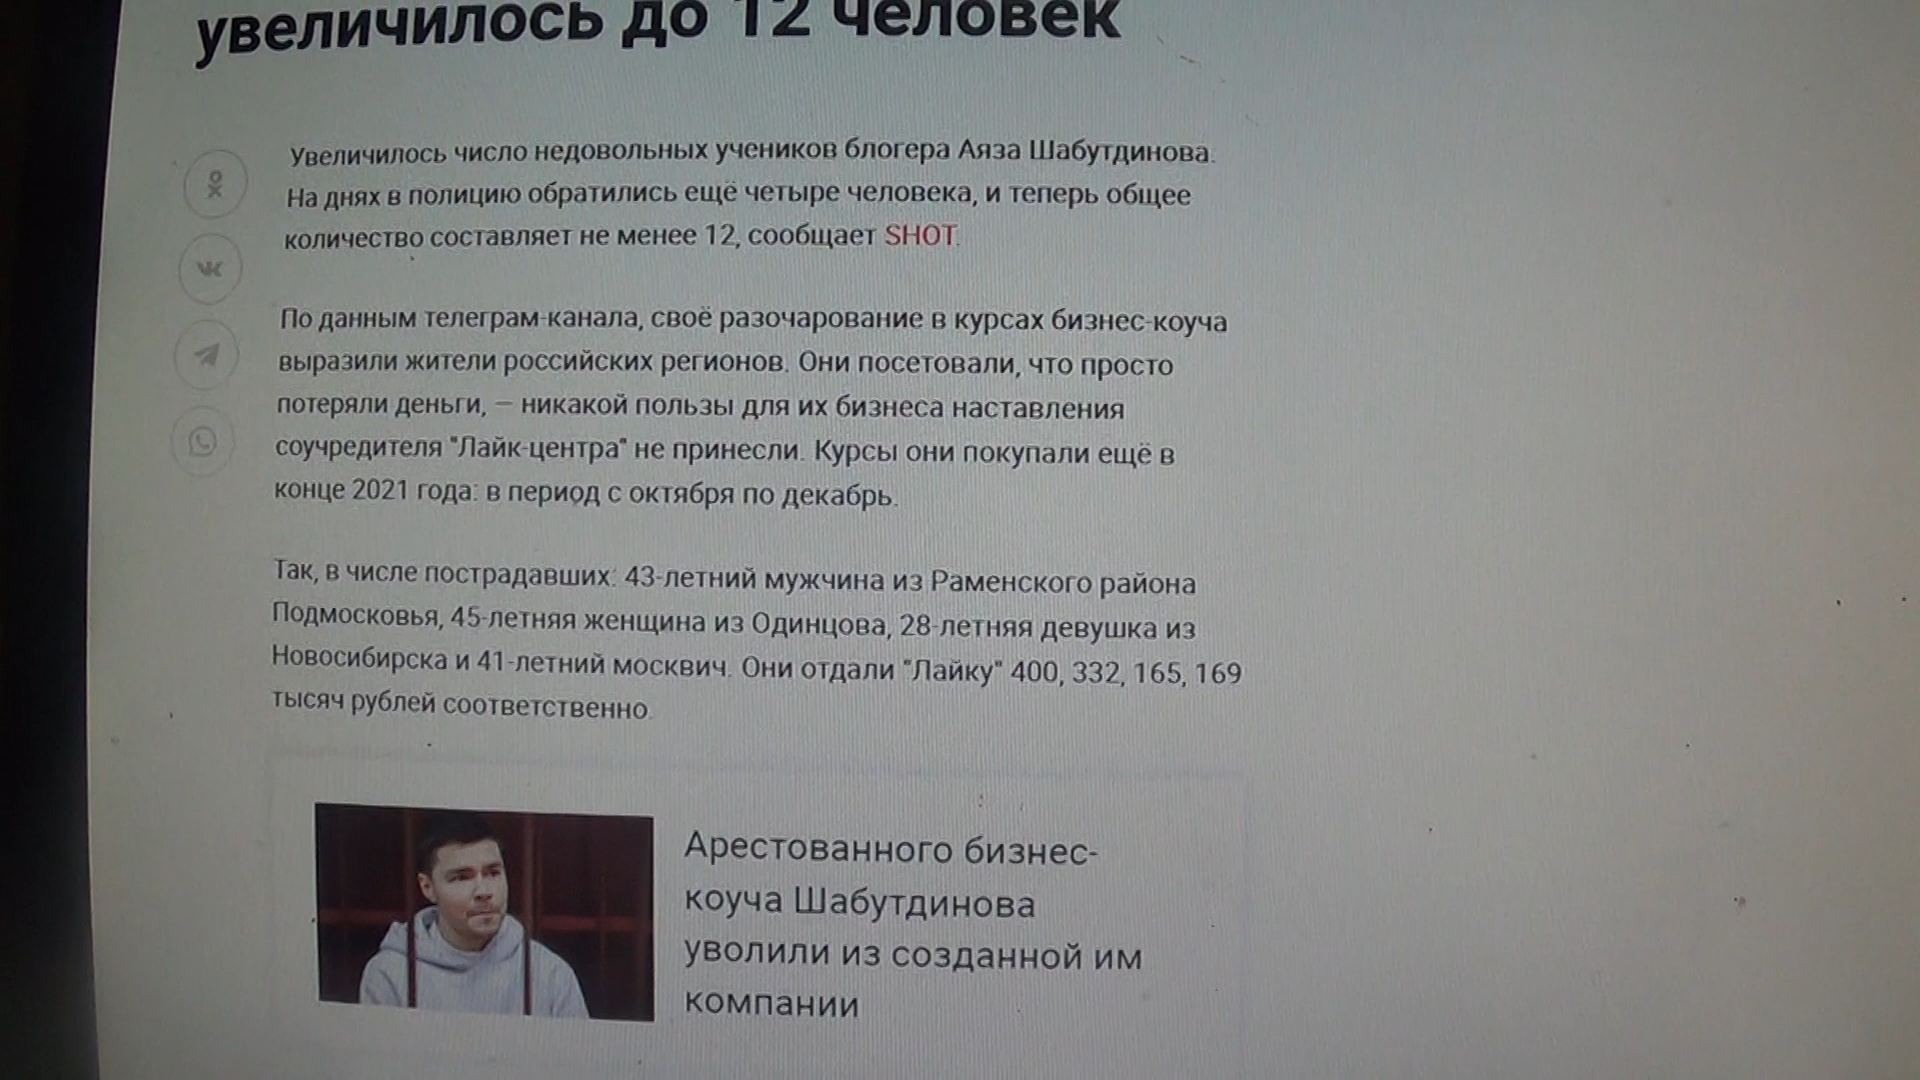 увеличилось до 12 человек
Увеличилось число недовольных учеников блогера Аяза Шабутдинова.
На днях в полицию обратились ещё четыре человека, и теперь общее
количество составляет не менее 12, сообщает SHOT.
По данным телеграм-канала, своё разочарование в курсах бизнес-коуча
выразили жители российских регионов. Они посетовали, что просто
потеряли деньги, — никакой пользы для их бизнеса наставления
соучредителя "Лайк-центра" не принесли. Курсы они покупали ещё в
конце 2021 года: в период с октября по декабрь.
Так, в числе пострадавших: 43-летний мужчина из Раменского района
Подмосковья, 45-летняя женщина из Одинцова, 28-летняя девушка из
Новосибирска и 41-летний москвич. Они отдали "Лайку" 400, 332, 165, 169
тысяч рублей соответственно.
Арестованного бизнес-
коуча Шабутдинова
уволили из созданной им
компании